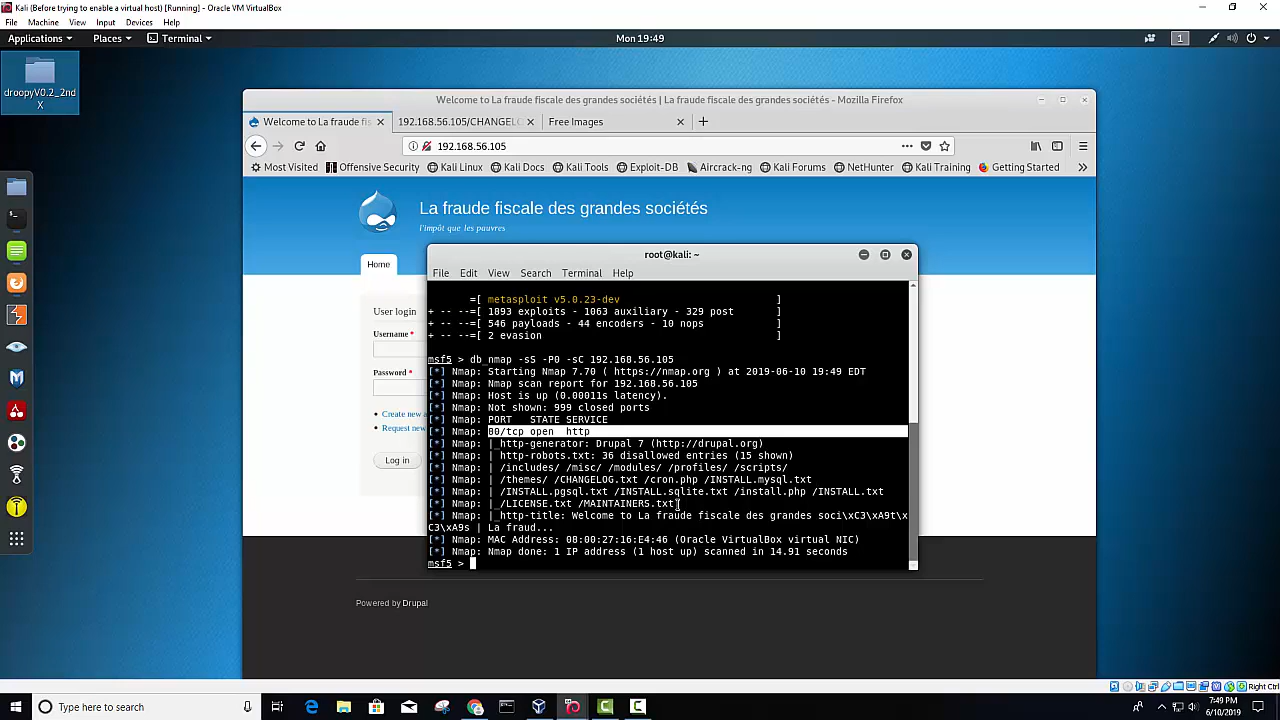 Kali (Before trying to enable a virtual host) [Running] - Oracle VM VirtualBox
File Machine View Input Devices Help
Applications Places Terminal Mon 19:49 1
droopyV0.2_2nd
X
Welcome to La fraude fiscale des grandes sociétés | La fraude fiscale des grandes sociétés - Mozilla Firefox
Welcome to La fraude fis 192.168.56.105/CHANGEL Free Images
192.168.56.105
Most Visited Offensive Security Kali Linux Kali Docs Kali Tools Exploit-DB Aircrack-ng Kali Forums NetHunter Kali Training Getting Started
La fraude fiscale des grandes sociétés
l'impôt que les pauvres
Home
User login
Username *
Password *
Create new a
Request new
Log in
root@kali: ~
File Edit View Search Terminal Help
=[ metasploit v5.0.23-dev ]
+ -- --=[ 1893 exploits - 1063 auxiliary - 329 post ]
+ -- --=[ 546 payloads - 44 encoders - 10 nops ]
+ -- --=[ 2 evasion ]
msf5 > db_nmap -sS -P0 -sC 192.168.56.105
[*] Nmap: Starting Nmap 7.70 ( https://nmap.org ) at 2019-06-10 19:49 EDT
[*] Nmap: Nmap scan report for 192.168.56.105
[*] Nmap: Host is up (0.00011s latency).
[*] Nmap: Not shown: 999 closed ports
[*] Nmap: PORT STATE SERVICE
[*] Nmap: 80/tcp open http
[*] Nmap: |_http-generator: Drupal 7 (http://drupal.org)
[*] Nmap: | http-robots.txt: 36 disallowed entries (15 shown)
[*] Nmap: | /includes/ /misc/ /modules/ /profiles/ /scripts/
[*] Nmap: | /themes/ /CHANGELOG.txt /cron.php /INSTALL.mysql.txt
[*] Nmap: | /INSTALL.pgsql.txt /INSTALL.sqlite.txt /install.php /INSTALL.txt
[*] Nmap: |_/LICENSE.txt /MAINTAINERS.txt
[*] Nmap: |_http-title: Welcome to La fraude fiscale des grandes soci\xC3\xA9t\x
C3\xA9s | La fraud...
[*] Nmap: MAC Address: 08:00:27:16:E4:46 (Oracle VirtualBox virtual NIC)
[*] Nmap: Nmap done: 1 IP address (1 host up) scanned in 14.91 seconds
msf5 >
Powered by Drupal
Right Ctrl
Type here to search
7:49 PM
6/10/2019